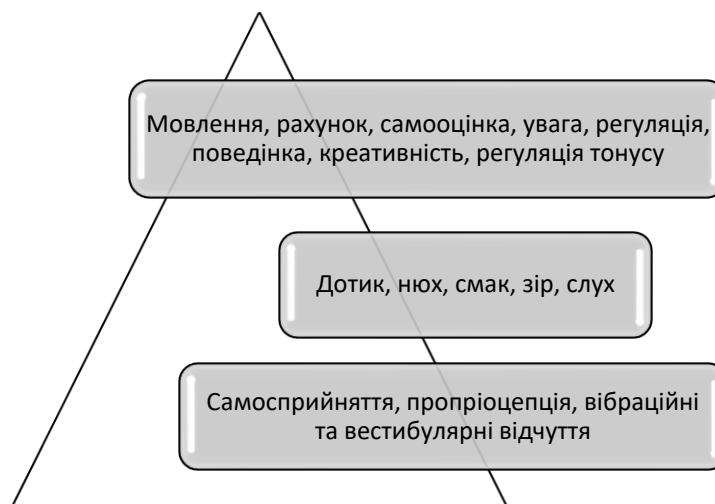 Мовлення, рахунок, самооцінка, увага, регуляція,
поведінка, креативність, регуляція тонусу
Дотик, нюх, смак, зір, слух
Самосприйняття, пропріоцепція, вібраційні
та вестибулярні відчуття